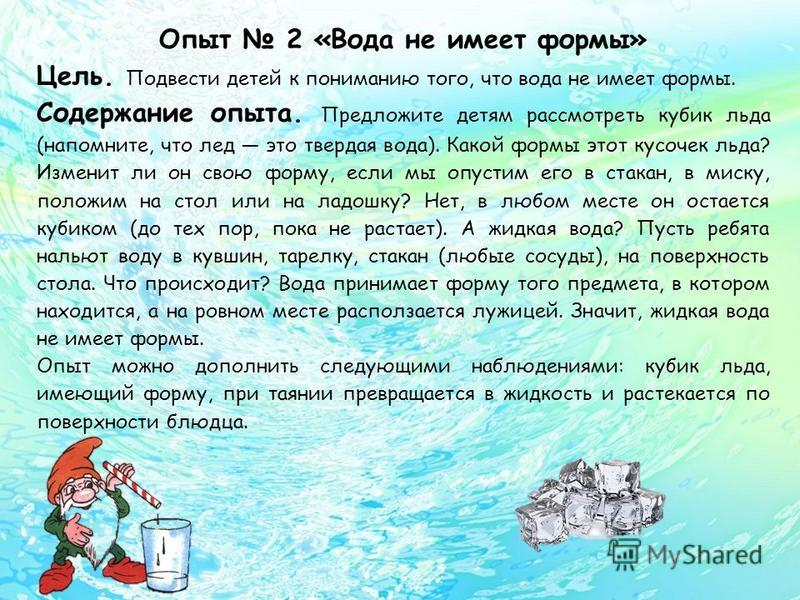 Опыт № 2 «Вода не имеет формы»
Цель. Подвести детей к пониманию того, что вода не имеет формы.
Содержание опыта. Предложите детям рассмотреть кубик льда
(напомните, что лед — это твердая вода). Какой формы этот кусочек льда?
Изменит ли он свою форму, если мы опустим его в стакан, в миску,
положим на стол или на ладошку? Нет, в любом месте он остается
кубиком (до тех пор, пока не растает). А жидкая вода? Пусть ребята
нальют воду в кувшин, тарелку, стакан (любые сосуды), на поверхность
стола. Что происходит? Вода принимает форму того предмета, в котором
находится, а на ровном месте расползается лужицей. Значит, жидкая вода
не имеет формы.
Опыт можно дополнить следующими наблюдениями: кубик льда,
имеющий форму, при таянии превращается в жидкость и растекается по
поверхности блюдца.
MyShared